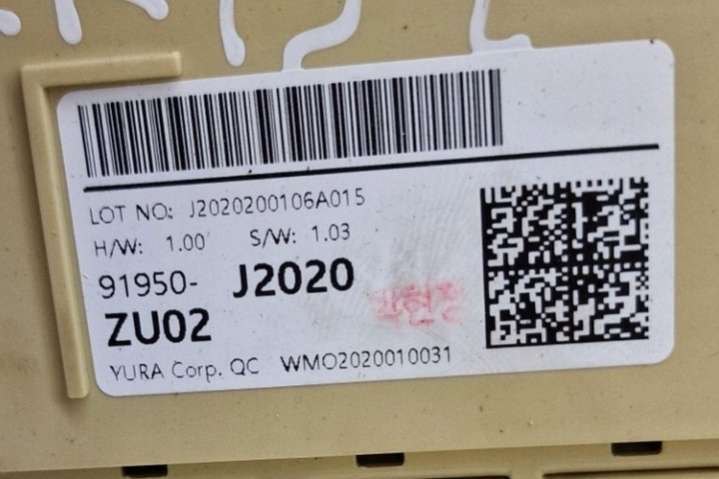 LOT NO: J2020200106A015
H/W: 1.00 S/W: 1.03
91950- J2020
ZU02
YURA Corp. QC WMO2020010031